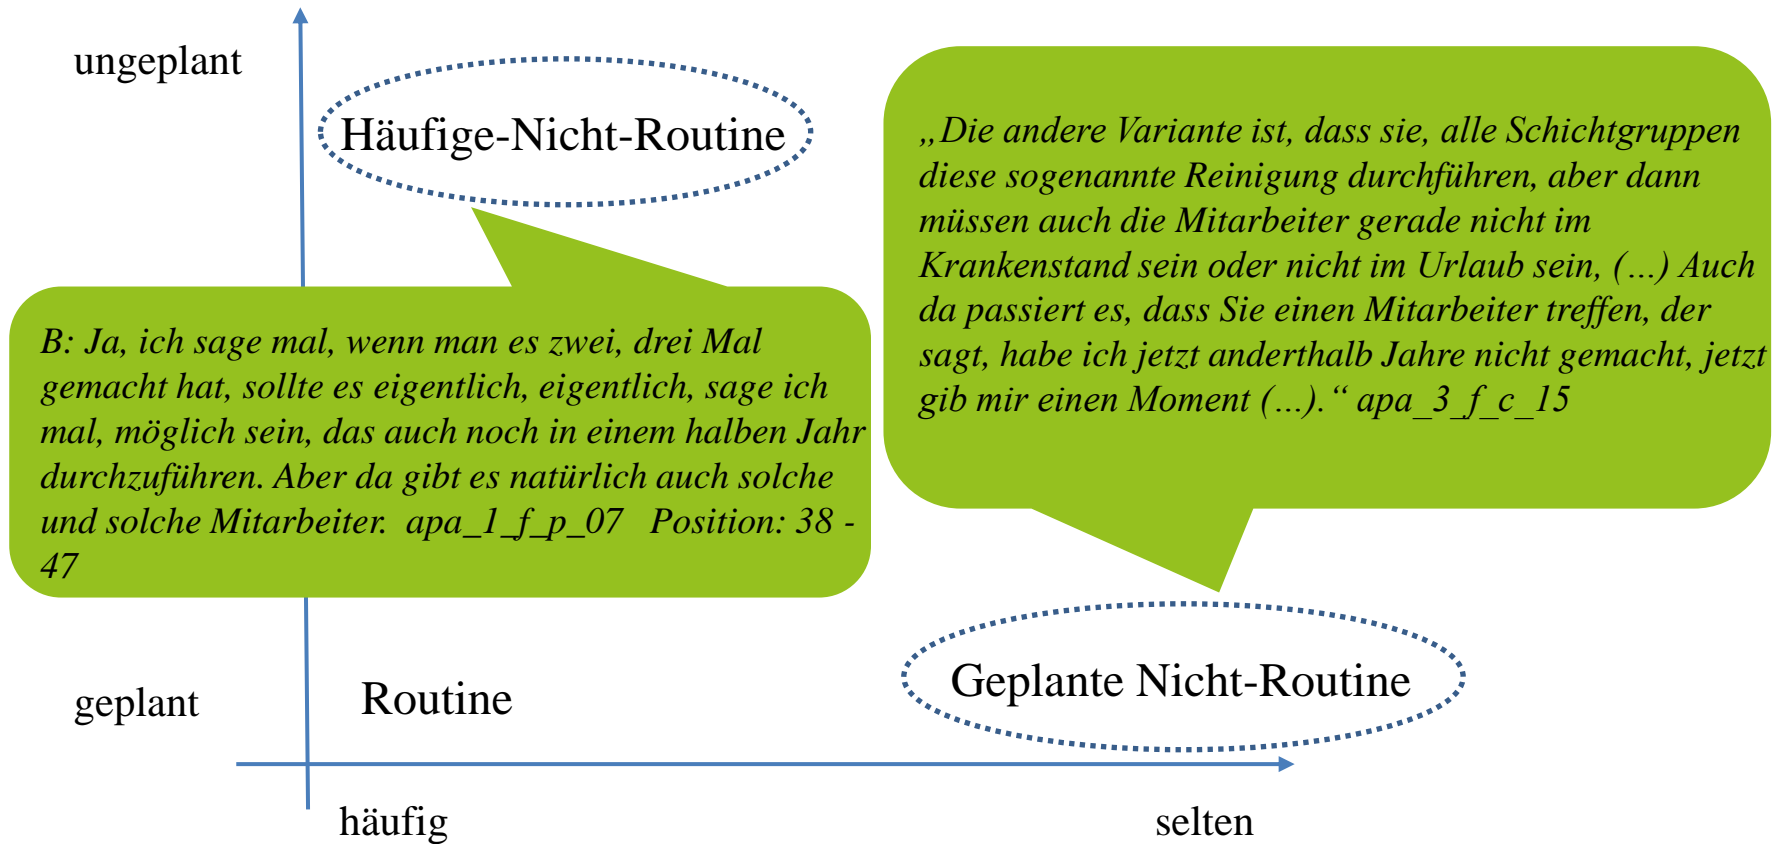 ungeplant
Häufige-Nicht-Routine
„Die andere Variante ist, dass sie, alle Schichtgruppen
diese sogenannte Reinigung durchführen, aber dann
müssen auch die Mitarbeiter gerade nicht im
Krankenstand sein oder nicht im Urlaub sein, (…) Auch
da passiert es, dass Sie einen Mitarbeiter treffen, der
sagt, habe ich jetzt anderthalb Jahre nicht gemacht, jetzt
gib mir einen Moment (…).“ apa_3_f_c_15
B: Ja, ich sage mal, wenn man es zwei, drei Mal
gemacht hat, sollte es eigentlich, eigentlich, sage ich
mal, möglich sein, das auch noch in einem halben Jahr
durchzuführen. Aber da gibt es natürlich auch solche
und solche Mitarbeiter. apa_1_f_p_07 Position: 38 -
47
geplant
Routine
Geplante Nicht-Routine
häufig
selten